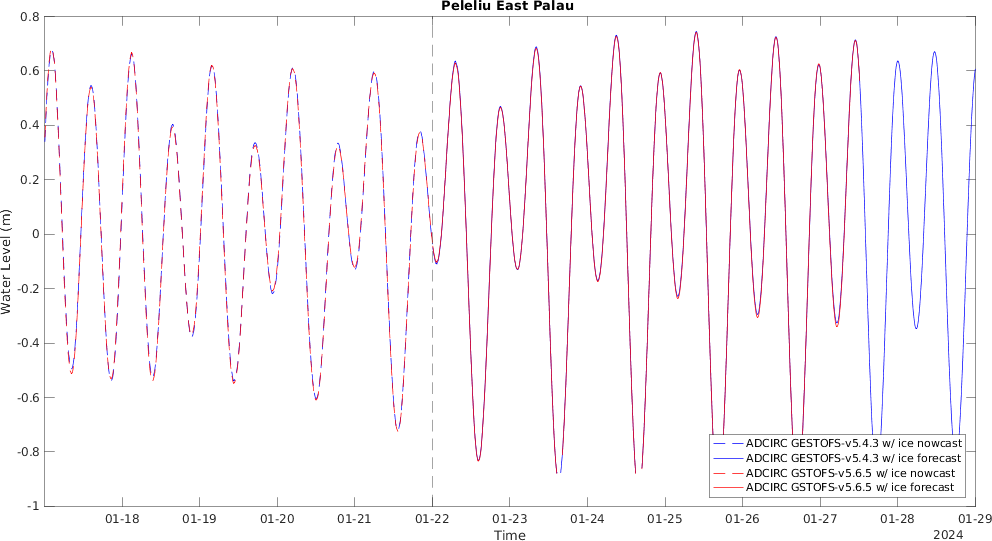 Peleliu East Palau
0.8
0.6
0.4
0.2
0
-0.2
-0.4
-0.6
-0.8
-1
Water Level (m)
ADCIRC GESTOFS-v5.4.3 w/ ice nowcast
ADCIRC GESTOFS-v5.4.3 w/ ice forecast
ADCIRC GSTOFS-v5.6.5 w/ ice nowcast
ADCIRC GSTOFS-v5.6.5 w/ ice forecast
01-18 01-19 01-20 01-21 01-22 01-23 01-24 01-25 01-26 01-27 01-28 01-29
Time
2024